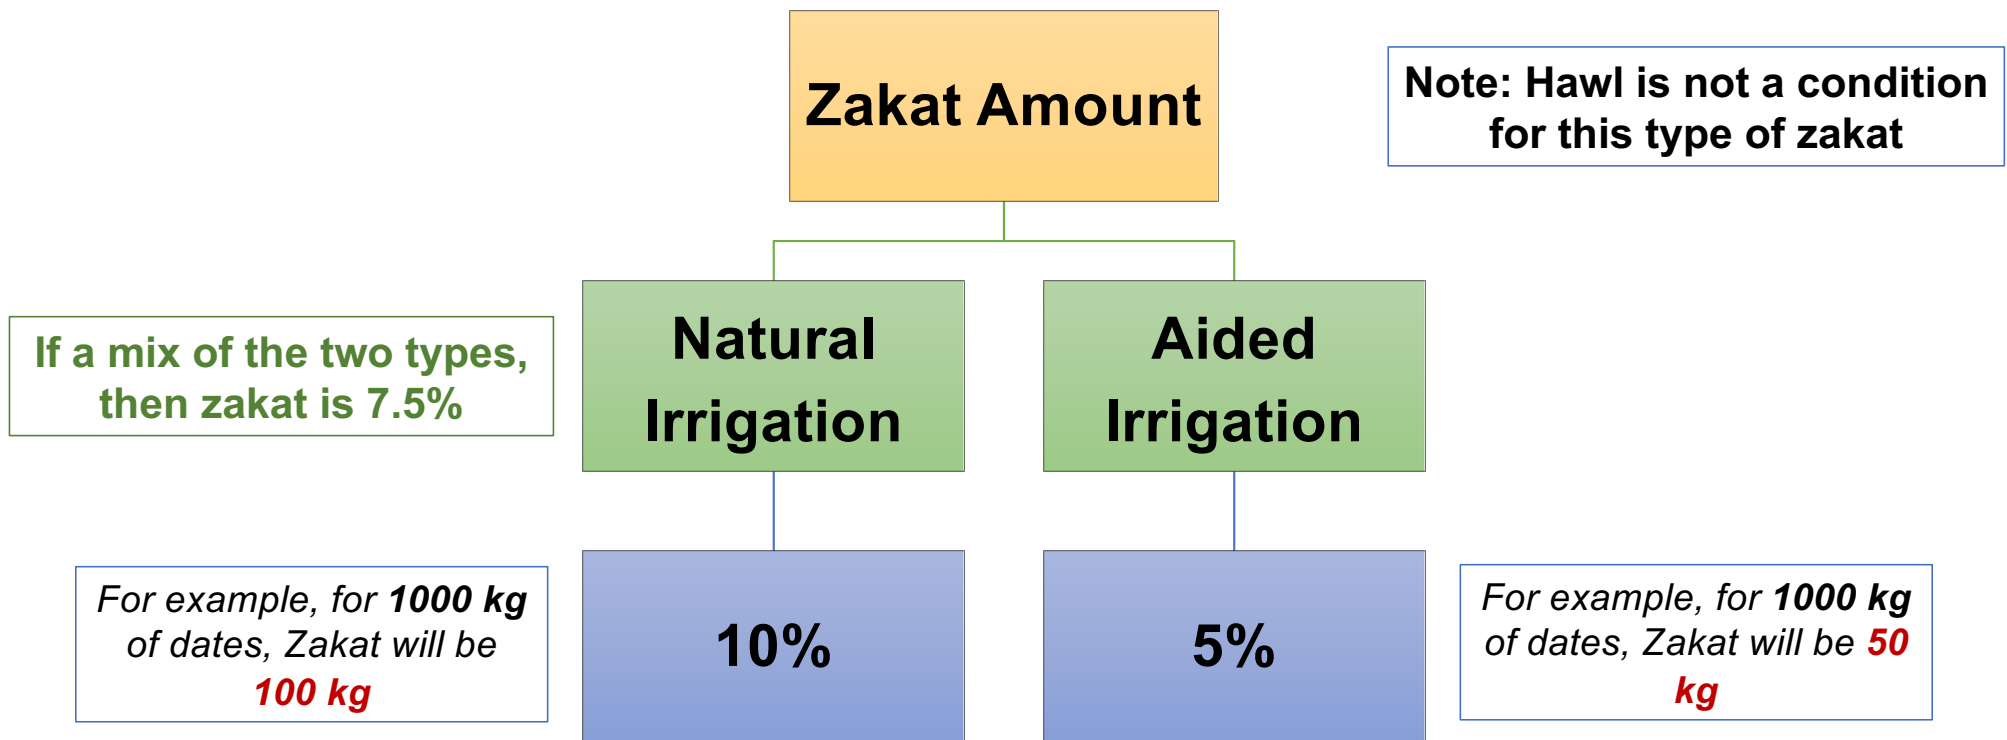 Zakat Amount
Note: Hawl is not a condition
for this type of zakat
If a mix of the two types,
then zakat is 7.5%
Natural
Irrigation
Aided
Irrigation
For example, for 1000 kg
of dates, Zakat will be
100 kg
10%
5%
For example, for 1000 kg
of dates, Zakat will be 50
kg